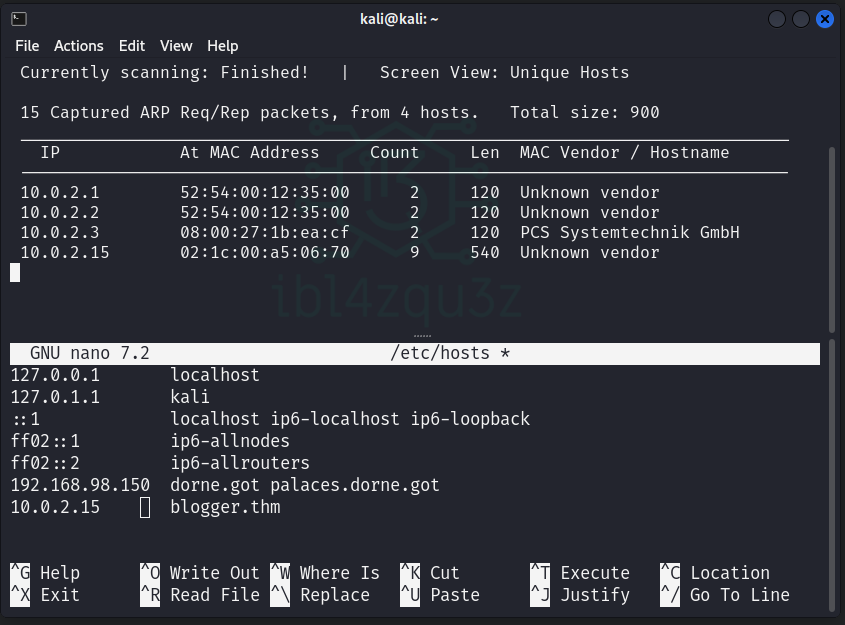 kali@kali: ~
File Actions Edit View Help
Currently scanning: Finished! | Screen View: Unique Hosts
15 Captured ARP Req/Rep packets, from 4 hosts. Total size: 900
IP At MAC Address Count Len MAC Vendor / Hostname
10.0.2.1 52:54:00:12:35:00 2 120 Unknown vendor
10.0.2.2 52:54:00:12:35:00 2 120 Unknown vendor
10.0.2.3 08:00:27:1b:ea:cf 2 120 PCS Systemtechnik GmbH
10.0.2.15 02:1c:00:a5:06:70 9 540 Unknown vendor
ibl4zqu3z
GNU nano 7.2 /etc/hosts *
127.0.0.1 localhost
127.0.1.1 kali
::1 localhost ip6-localhost ip6-loopback
ff02::1 ip6-allnodes
ff02::2 ip6-allrouters
192.168.98.150 dorne.got palaces.dorne.got
10.0.2.15 blogger.thm
^G Help ^O Write Out ^W Where Is ^K Cut ^T Execute ^C Location
^X Exit ^R Read File ^\ Replace ^U Paste ^J Justify ^/ Go To Line